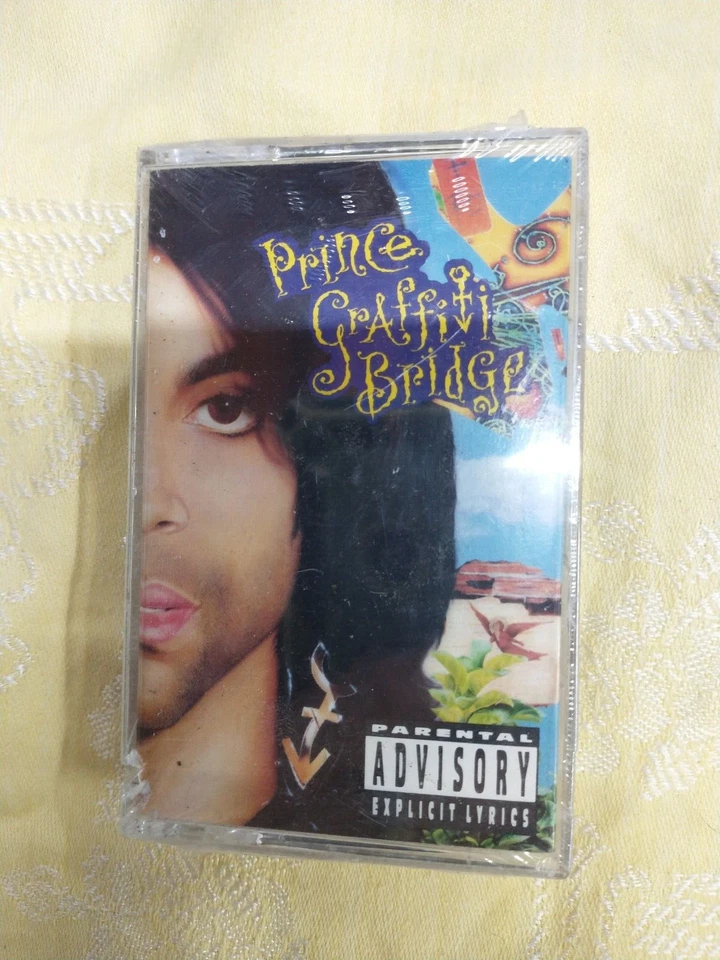 Prince
Graffiti
Bridge
PARENTAL
ADVISORY
EXPLICIT LYRICS